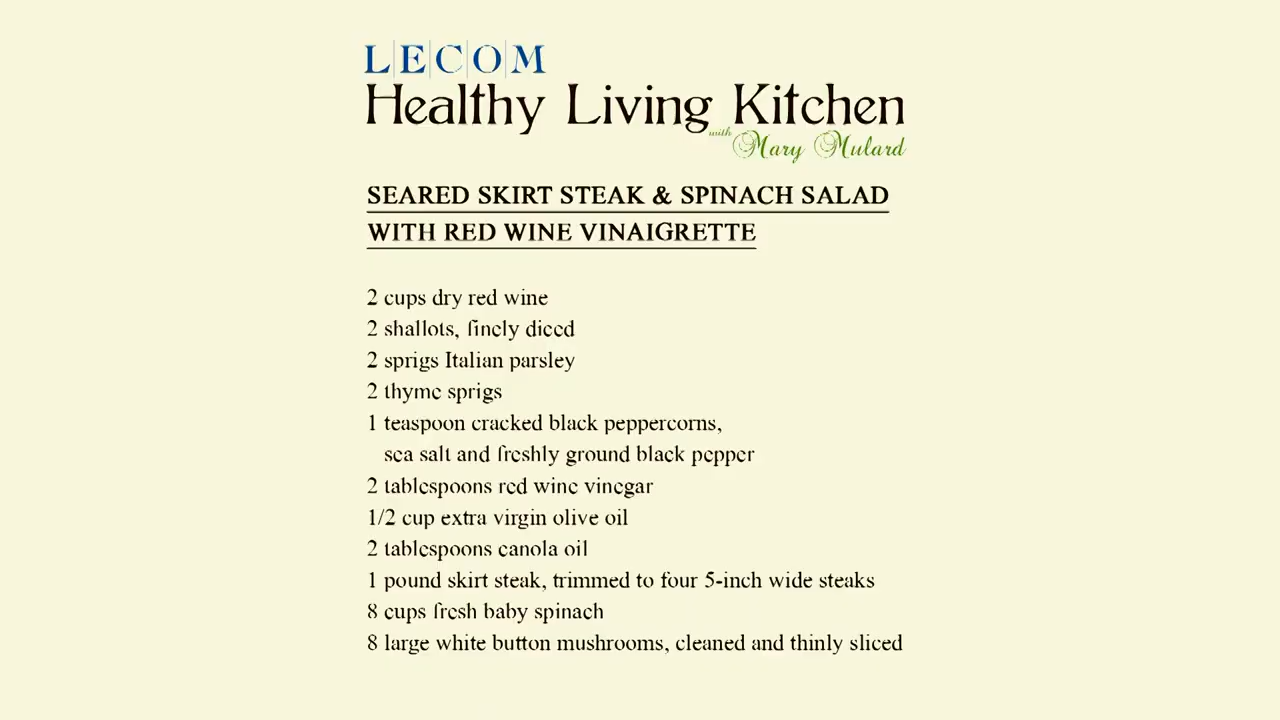 LECOM
Healthy Living Kitchen
with Mary Mulard
SEARED SKIRT STEAK & SPINACH SALAD
WITH RED WINE VINAIGRETTE
2 cups dry red wine
2 shallots, finely diced
2 sprigs Italian parsley
2 thyme sprigs
1 teaspoon cracked black peppercorns,
sea salt and freshly ground black pepper
2 tablespoons red wine vinegar
1/2 cup extra virgin olive oil
2 tablespoons canola oil
1 pound skirt steak, trimmed to four 5-inch wide steaks
8 cups fresh baby spinach
8 large white button mushrooms, cleaned and thinly sliced